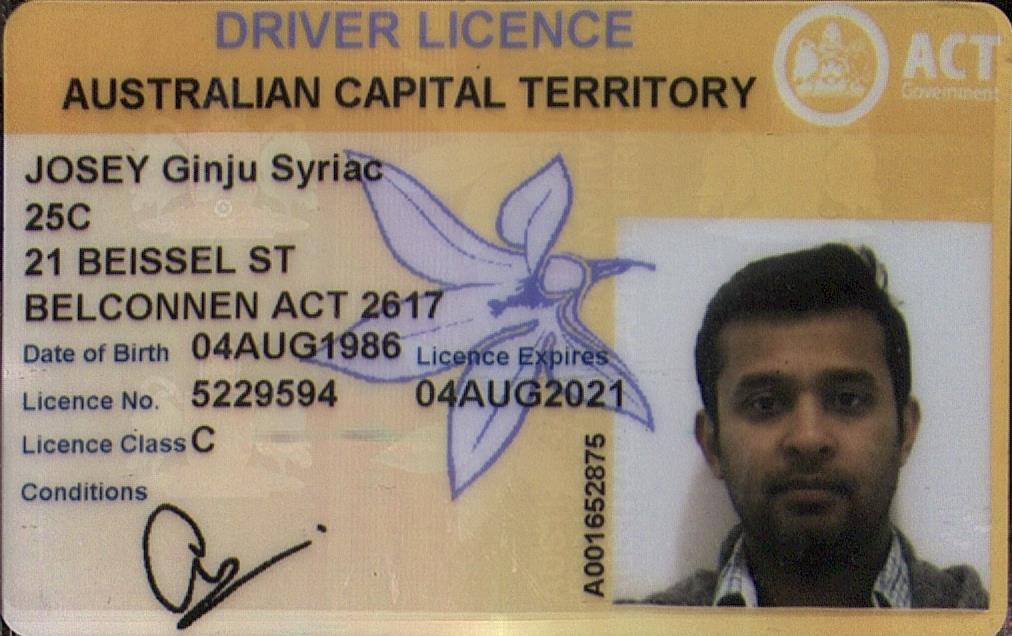 DRIVER LICENCE
AUSTRALIAN CAPITAL TERRITORY
ACT
Government
JOSEY Ginju Syriac
25C
21 BEISSEL ST
BELCONNEN ACT 2617
Date of Birth 04AUG1986 Licence Expires
Licence No. 5229594 04AUG2021
Licence Class C
Conditions
A001652875